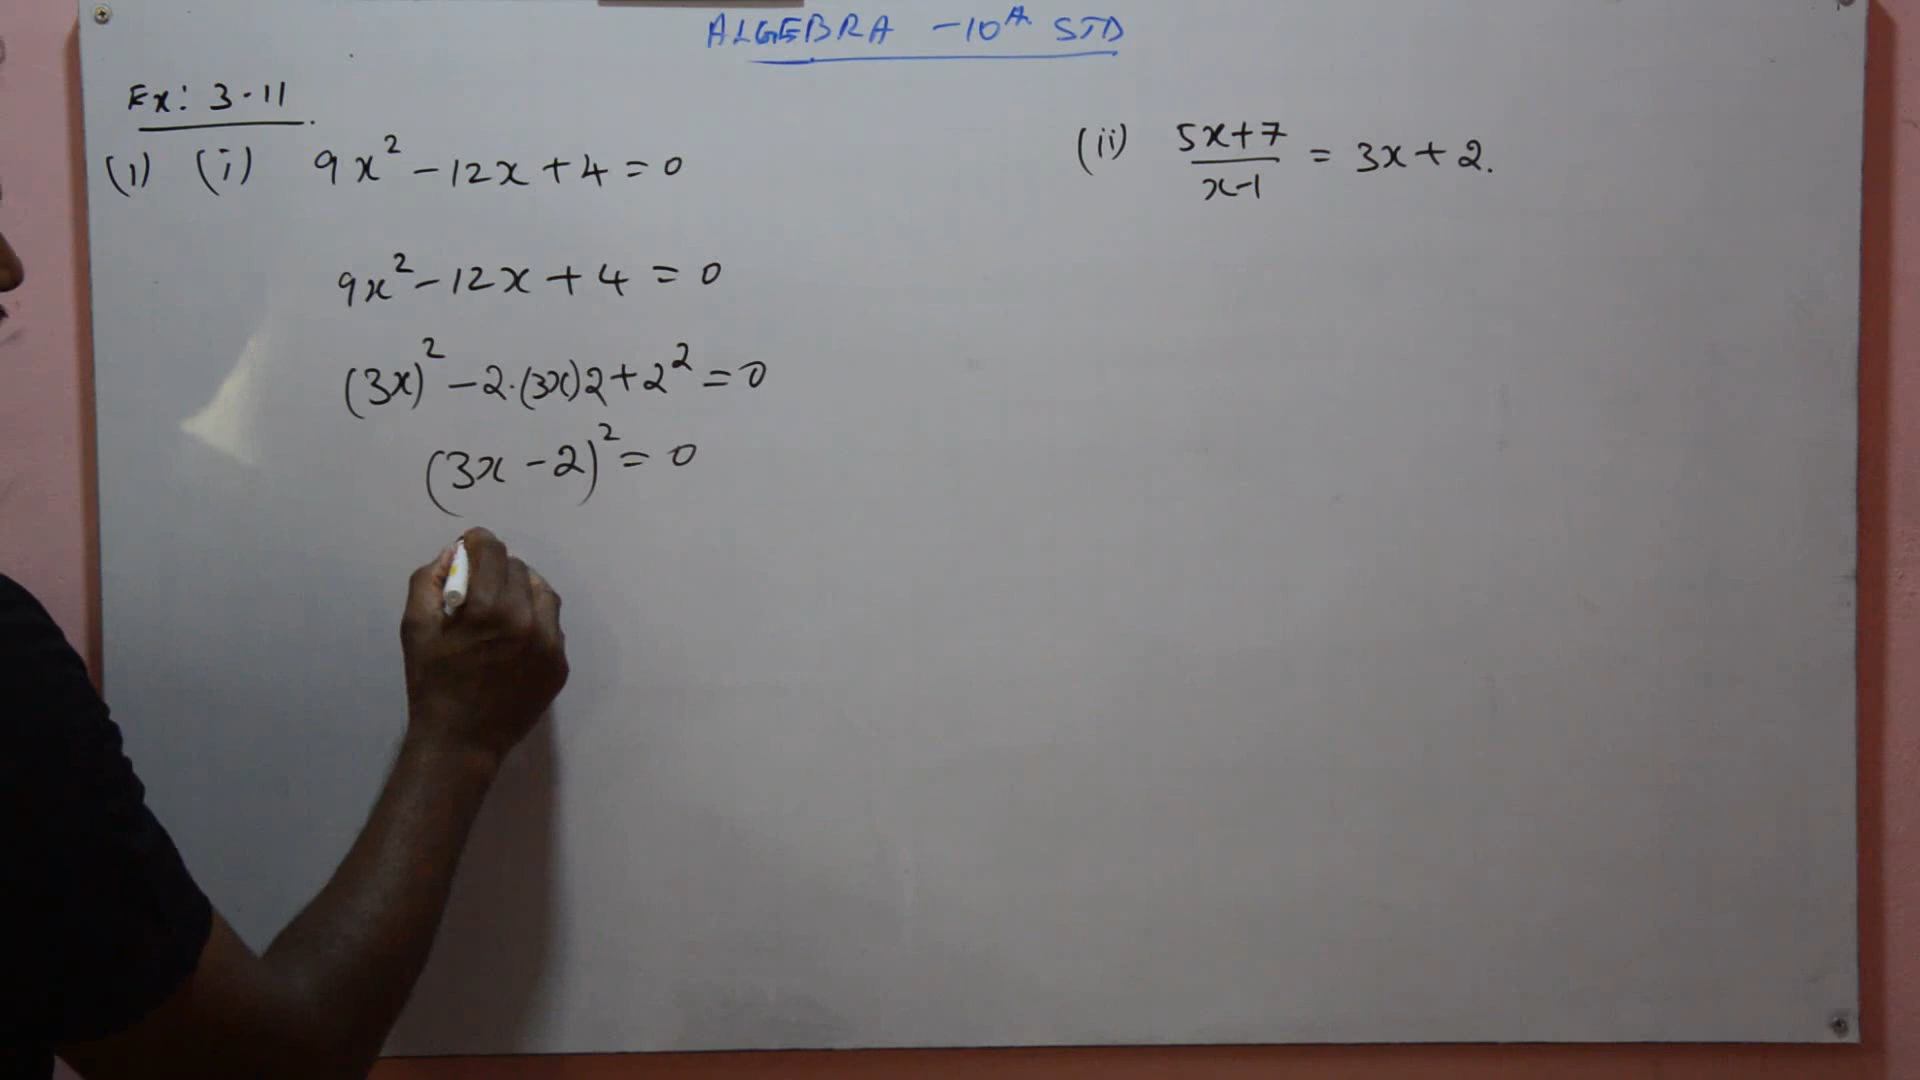 ALGEBRA - 10th STD
Ex: 3.11
(1) (i) 9x² - 12x + 4 = 0
9x² - 12x + 4 = 0
(3x)² - 2·(3x)2 + 2² = 0
(3x - 2)² = 0
(ii) (5x+7)/(x-1) = 3x + 2.